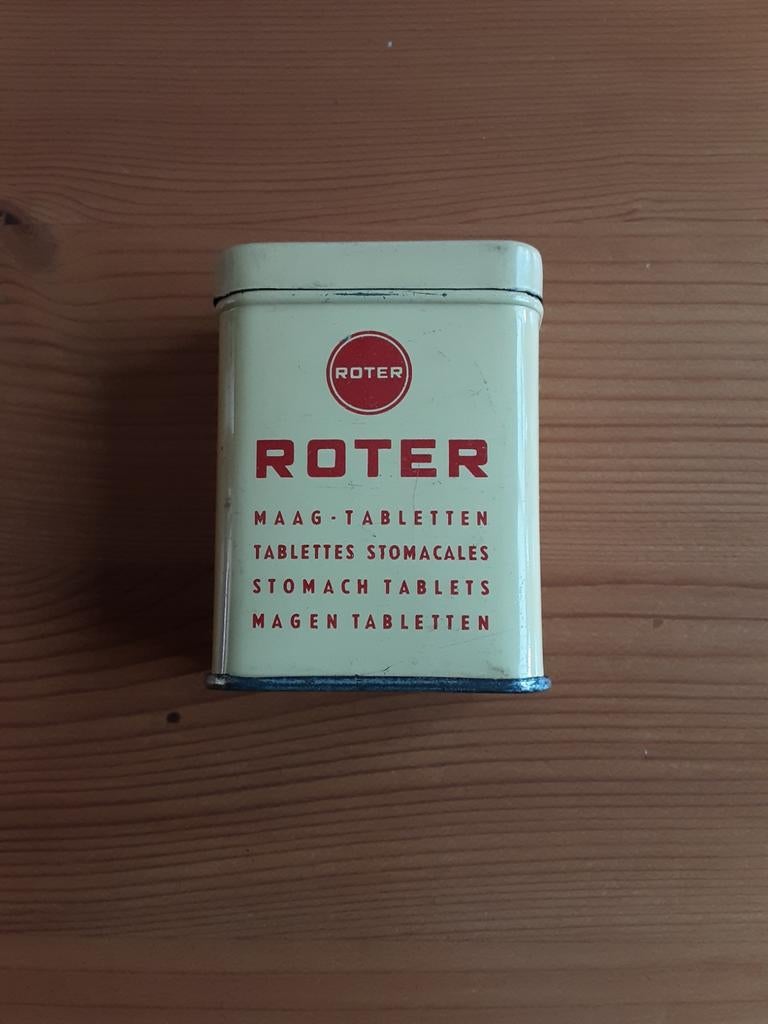 ROTER
ROTER
MAAG-TABLETTEN
TABLETTES STOMACALES
STOMACH TABLETS
MAGEN TABLETTEN